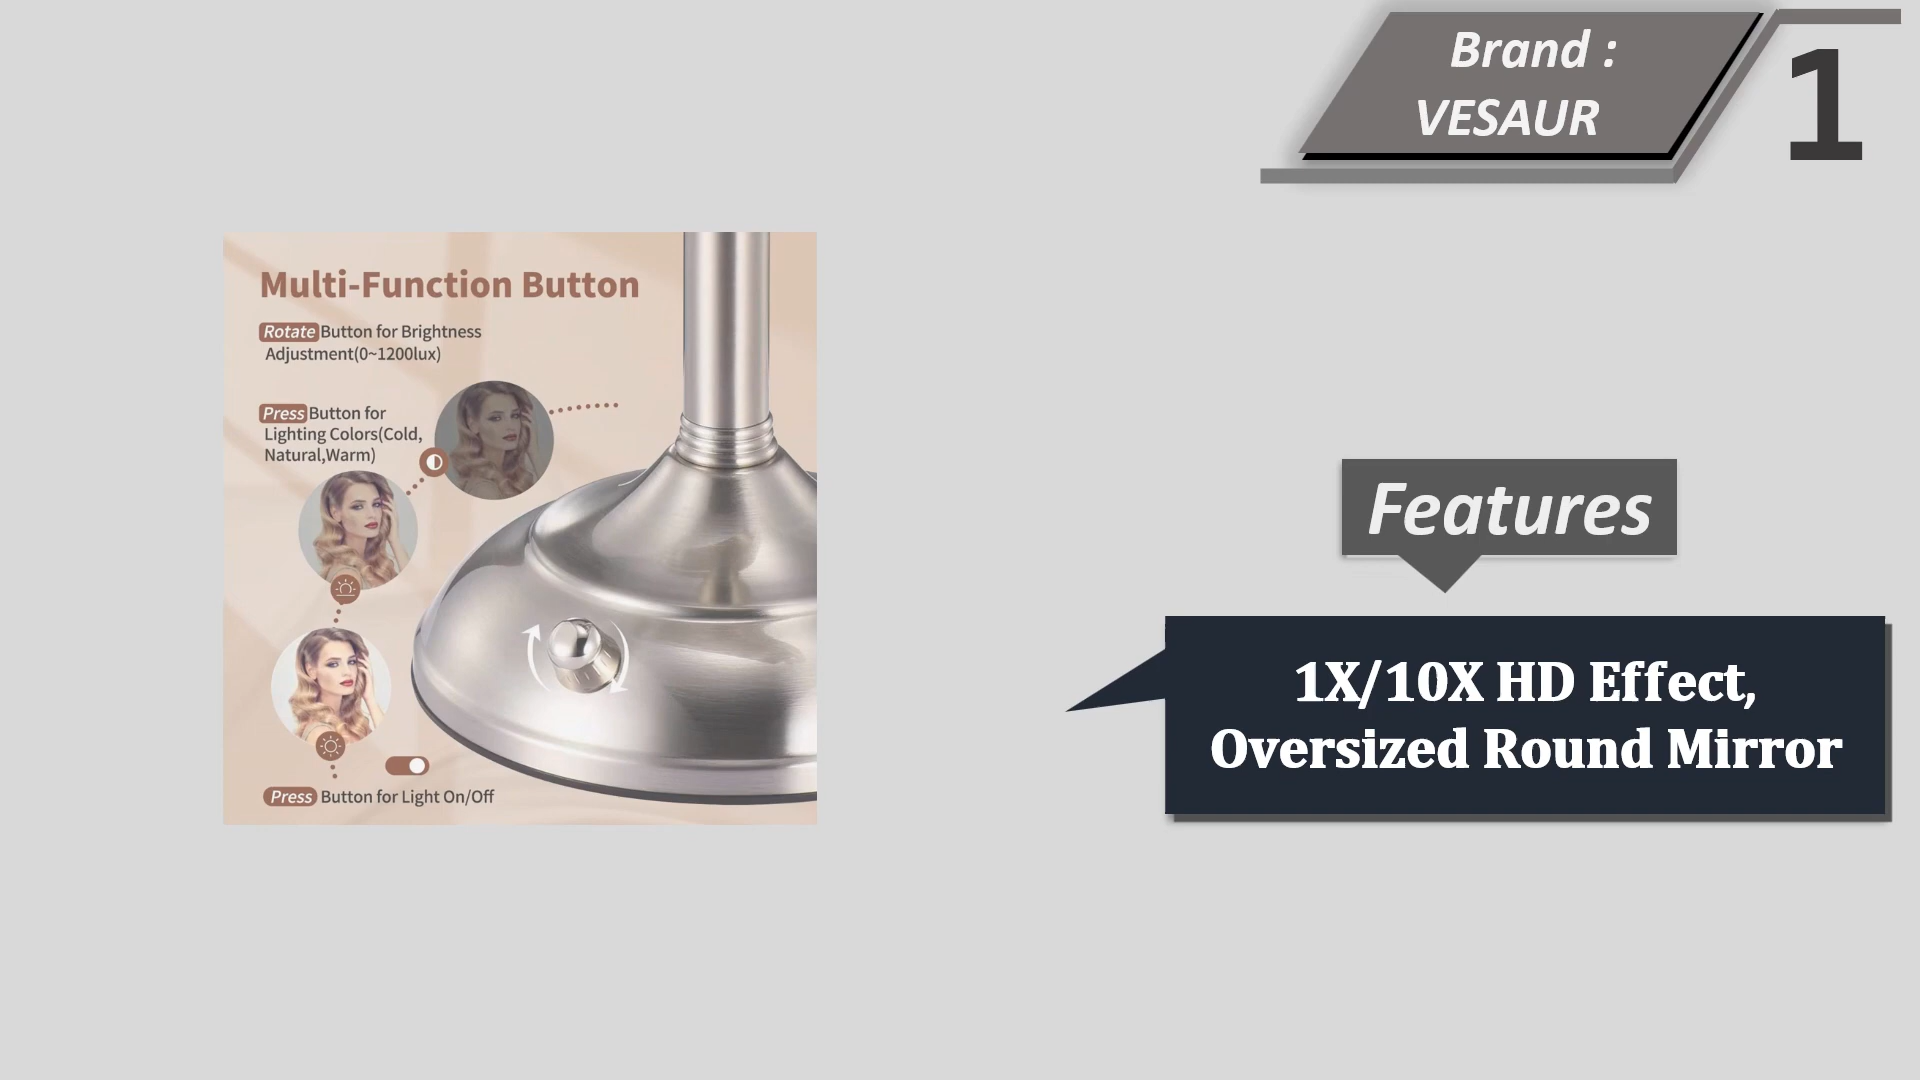 Brand :
VESAUR
1
Multi-Function Button
Rotate Button for Brightness
Adjustment(0~1200lux)
Press Button for
Lighting Colors(Cold,
Natural,Warm)
Press Button for Light On/Off
Features
1X/10X HD Effect,
Oversized Round Mirror